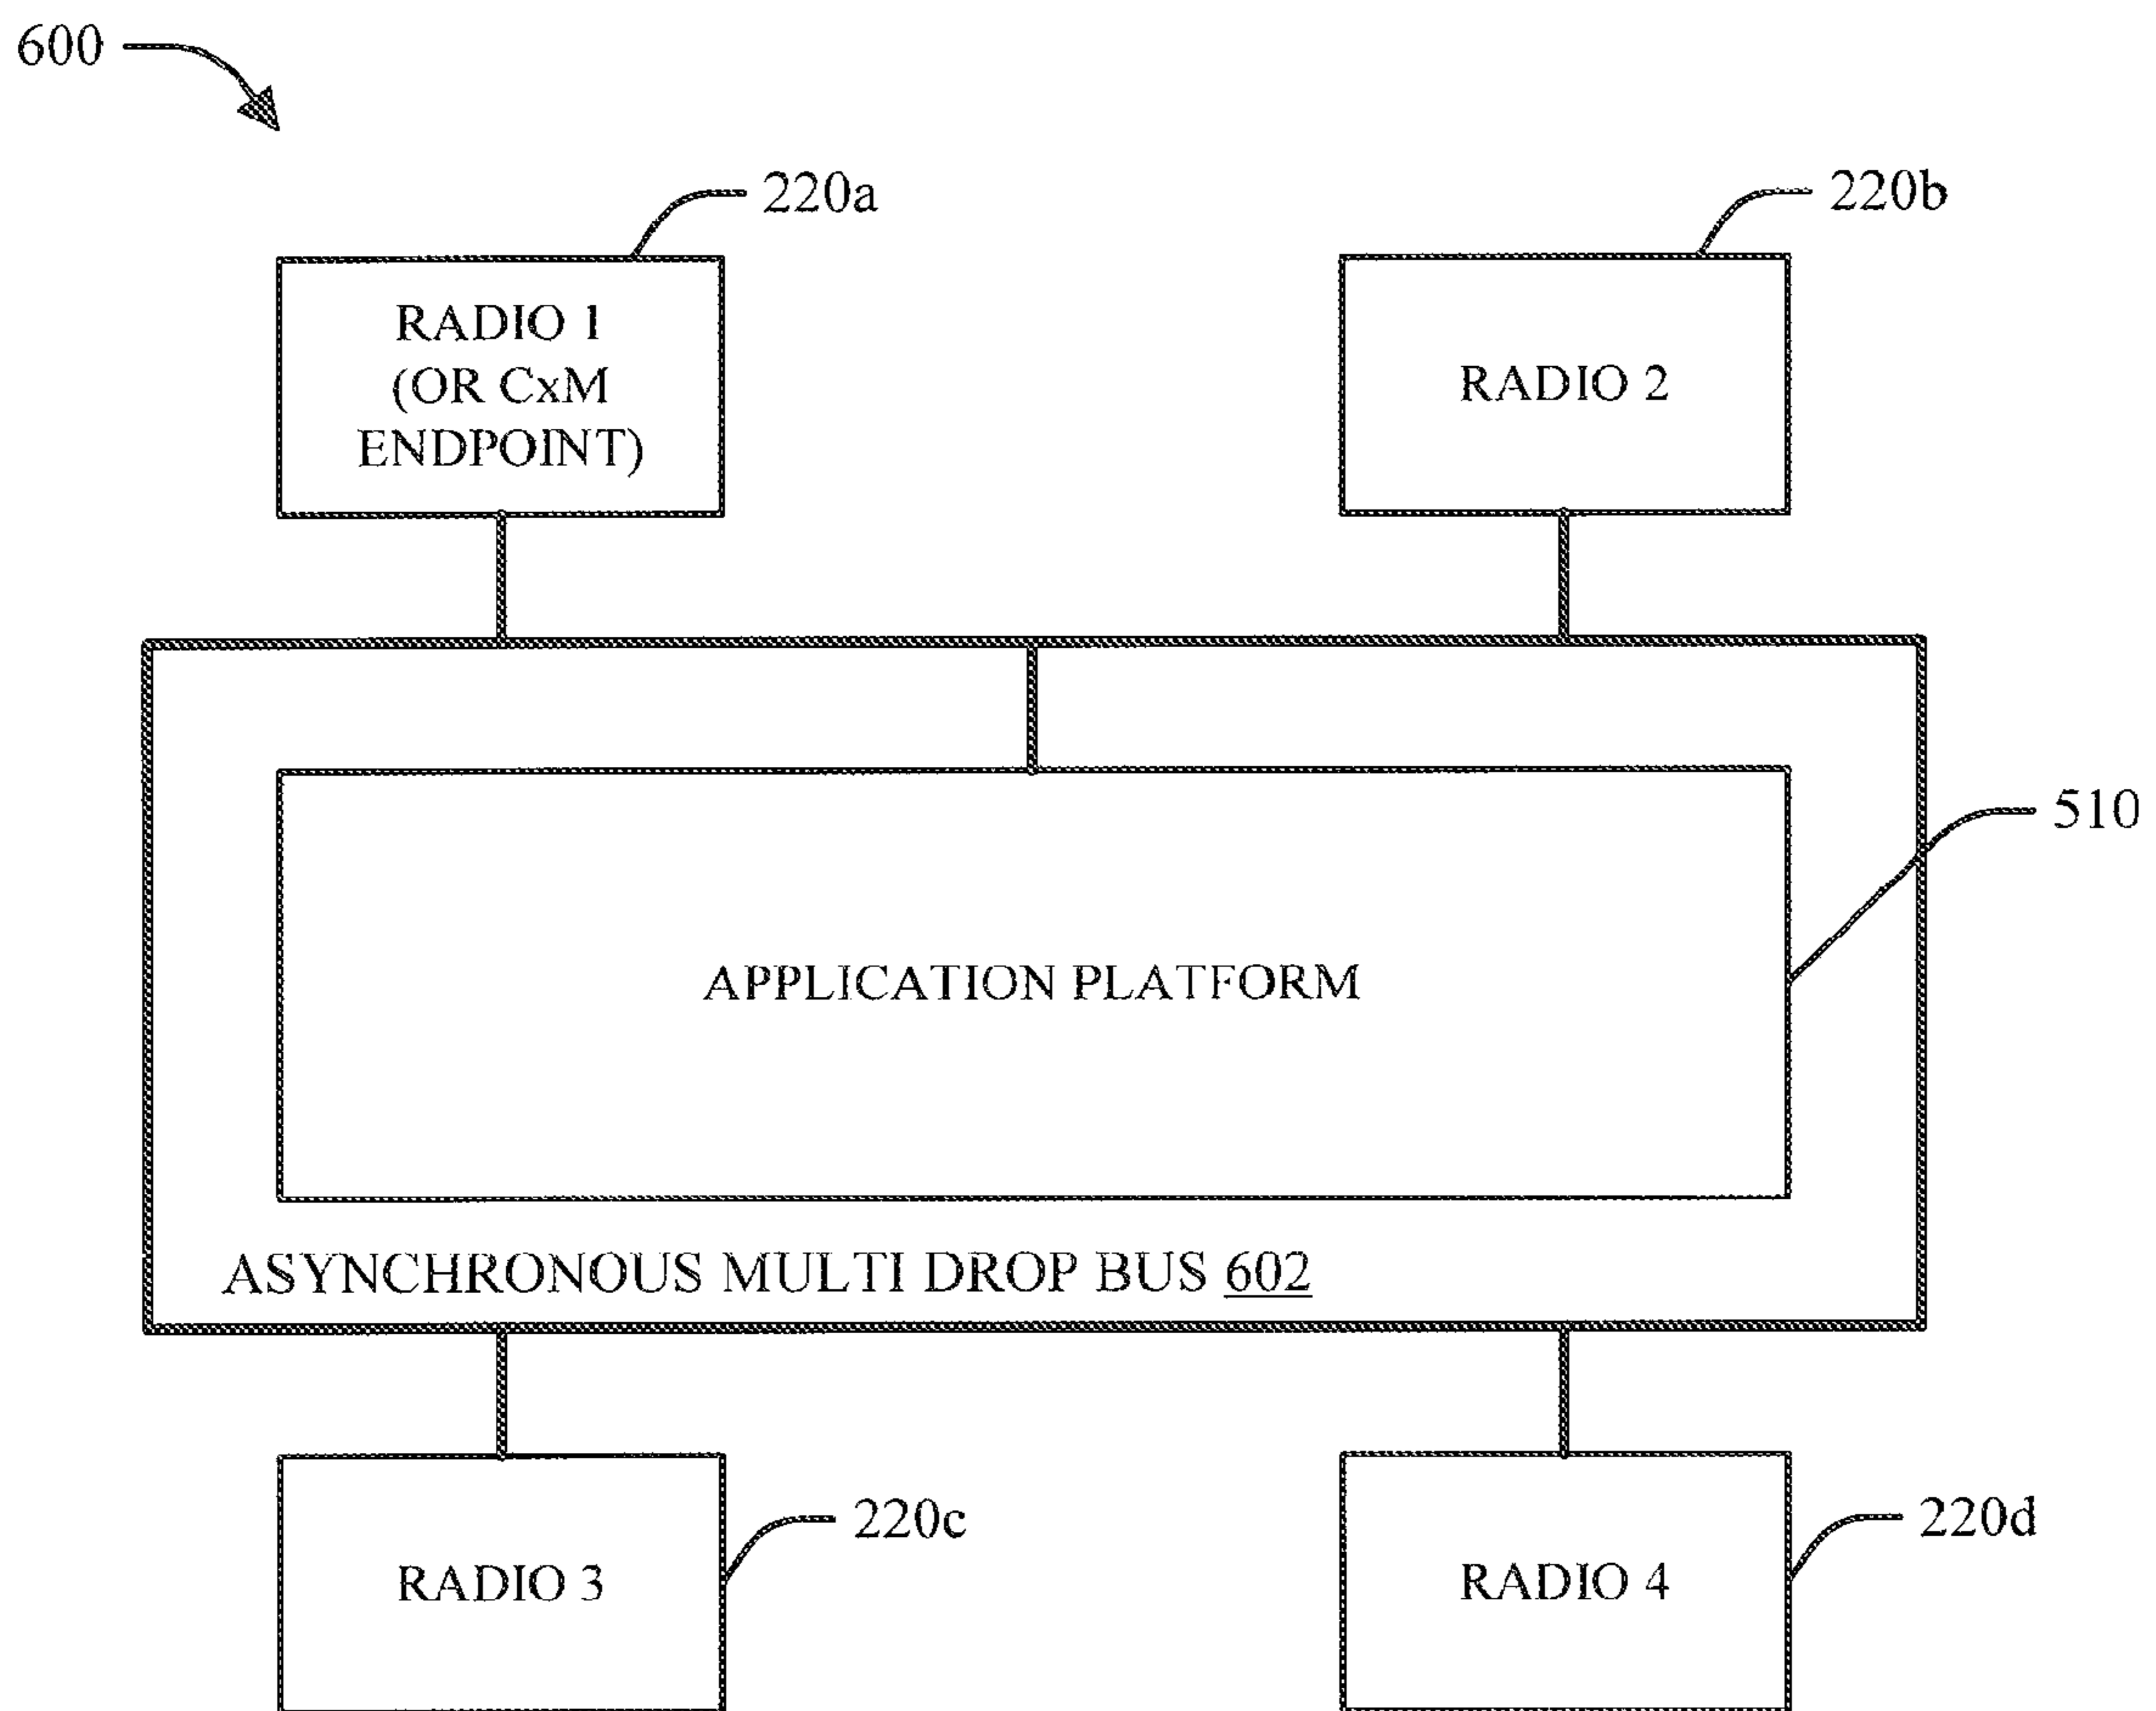 600
220a
220b
RADIO 1
(OR CxM
ENDPOINT)
RADIO 2
510
APPLICATION PLATFORM
ASYNCHRONOUS MULTI DROP BUS 602
220c
220d
RADIO 3
RADIO 4